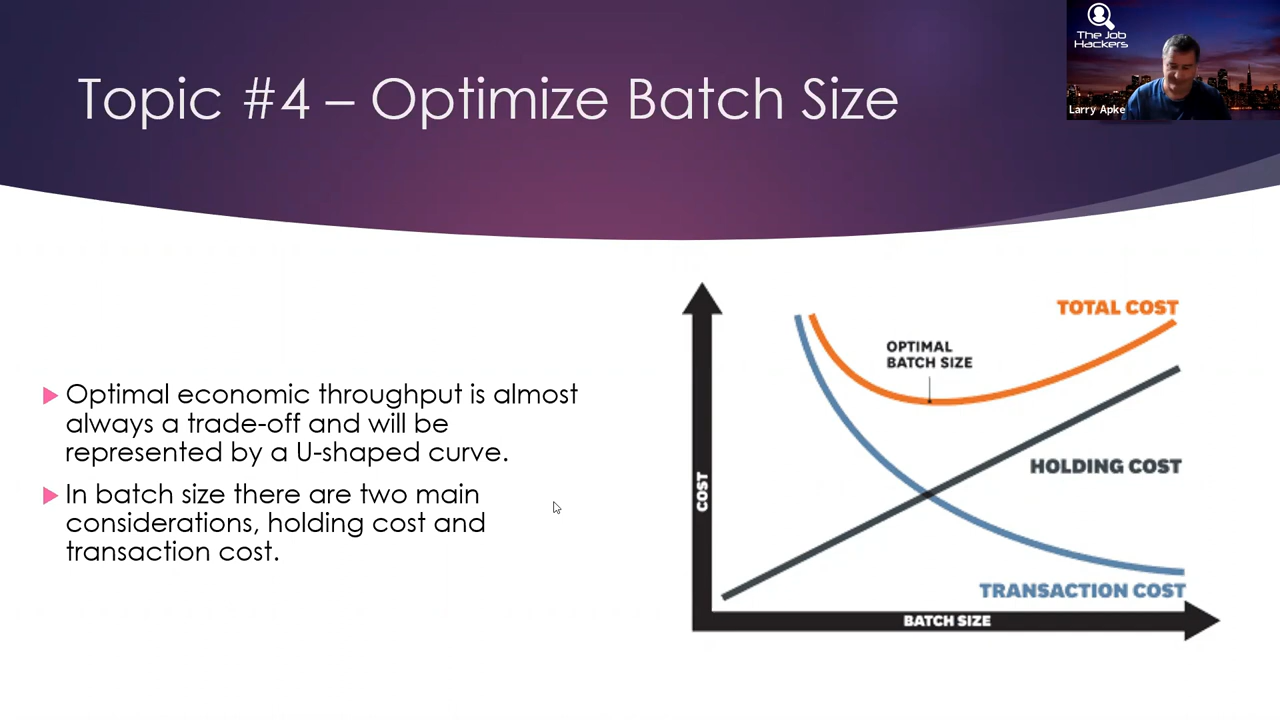 Topic #4 – Optimize Batch Size
The Job
Hackers
Larry Apke
Optimal economic throughput is almost
always a trade-off and will be
represented by a U-shaped curve.
In batch size there are two main
considerations, holding cost and
transaction cost.
TOTAL COST
OPTIMAL
BATCH SIZE
HOLDING COST
COST
TRANSACTION COST
BATCH SIZE